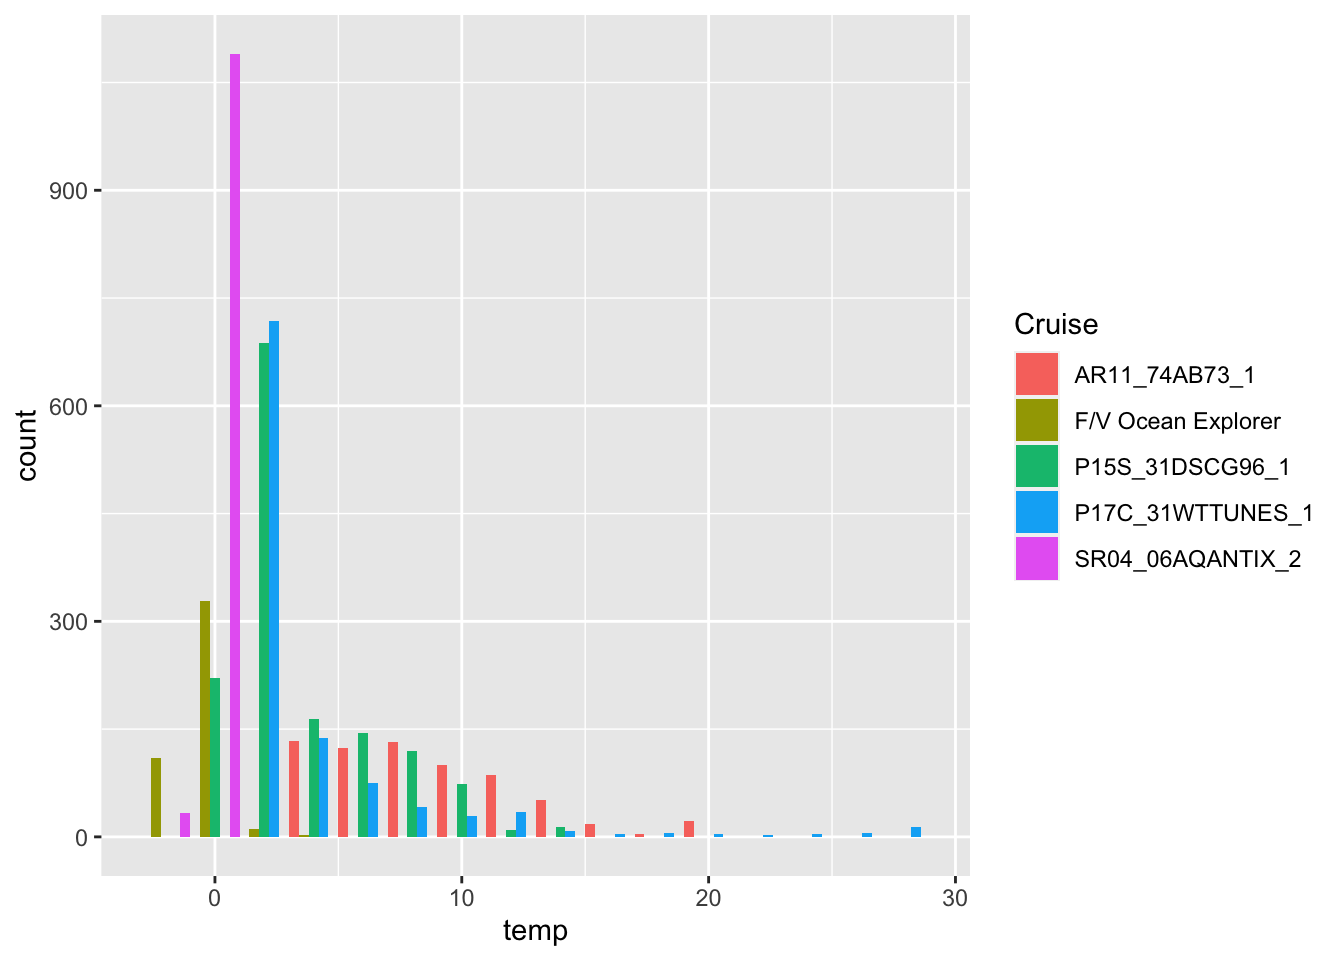 900
600
300
0
count
0
10
20
30
temp
Cruise
AR11_74AB73_1
F/V Ocean Explorer
P15S_31DSCG96_1
P17C_31WTTUNES_1
SR04_06AQANTIX_2